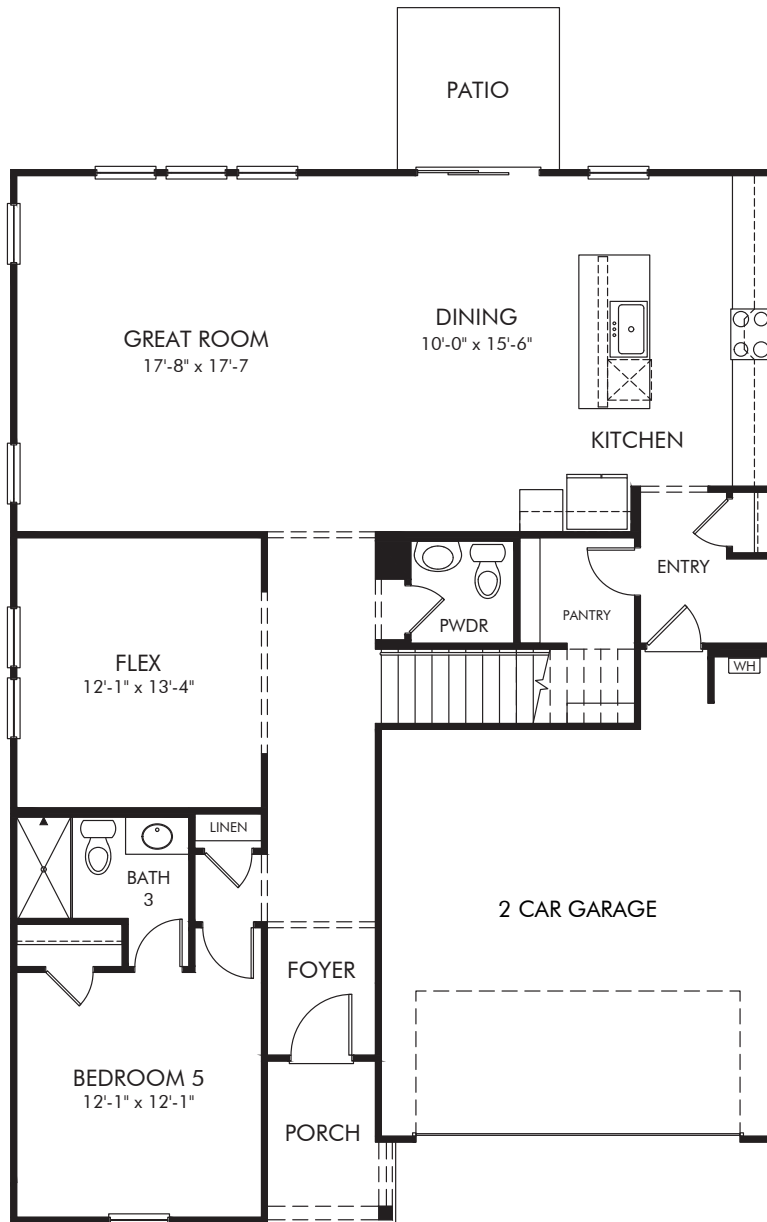 PATIO
GREAT ROOM
17'-8" x 17'-7
DINING
10'-0" x 15'-6"
KITCHEN
ENTRY
PWDR
PANTRY
FLEX
12'-1" x 13'-4"
WH
LINEN
BATH
3
2 CAR GARAGE
FOYER
BEDROOM 5
12'-1" x 12'-1"
PORCH